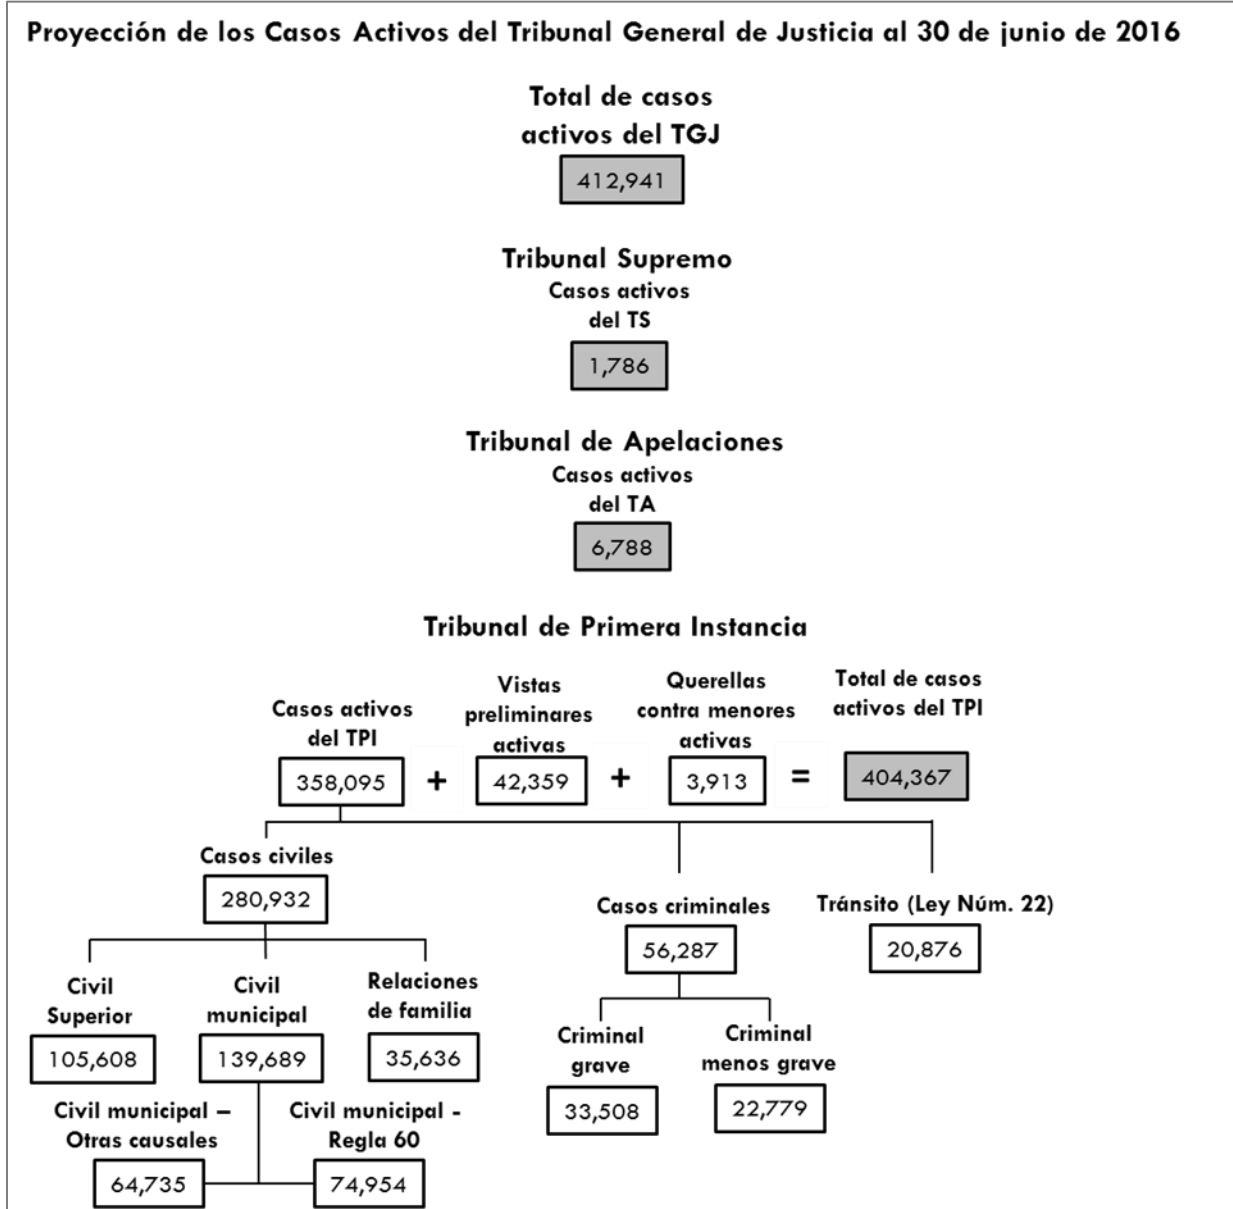 Proyección de los Casos Activos del Tribunal General de Justicia al 30 de junio de 2016
Total de casos
activos del TGJ
412,941
Tribunal Supremo
Casos activos
del TS
1,786
Tribunal de Apelaciones
Casos activos
del TA
6,788
Tribunal de Primera Instancia
Casos activos
del TPI
358,095
+
Vistas
preliminares
activas
42,359
+
Querellas
contra menores
activas
3,913
=
Total de casos
activos del TPI
404,367
Casos civiles
280,932
Casos criminales
56,287
Tránsito (Ley Núm. 22)
20,876
Civil
Superior
105,608
Civil
municipal
139,689
Relaciones
de familia
35,636
Criminal
grave
33,508
Criminal
menos grave
22,779
Civil municipal –
Otras causales
64,735
Civil municipal -
Regla 60
74,954